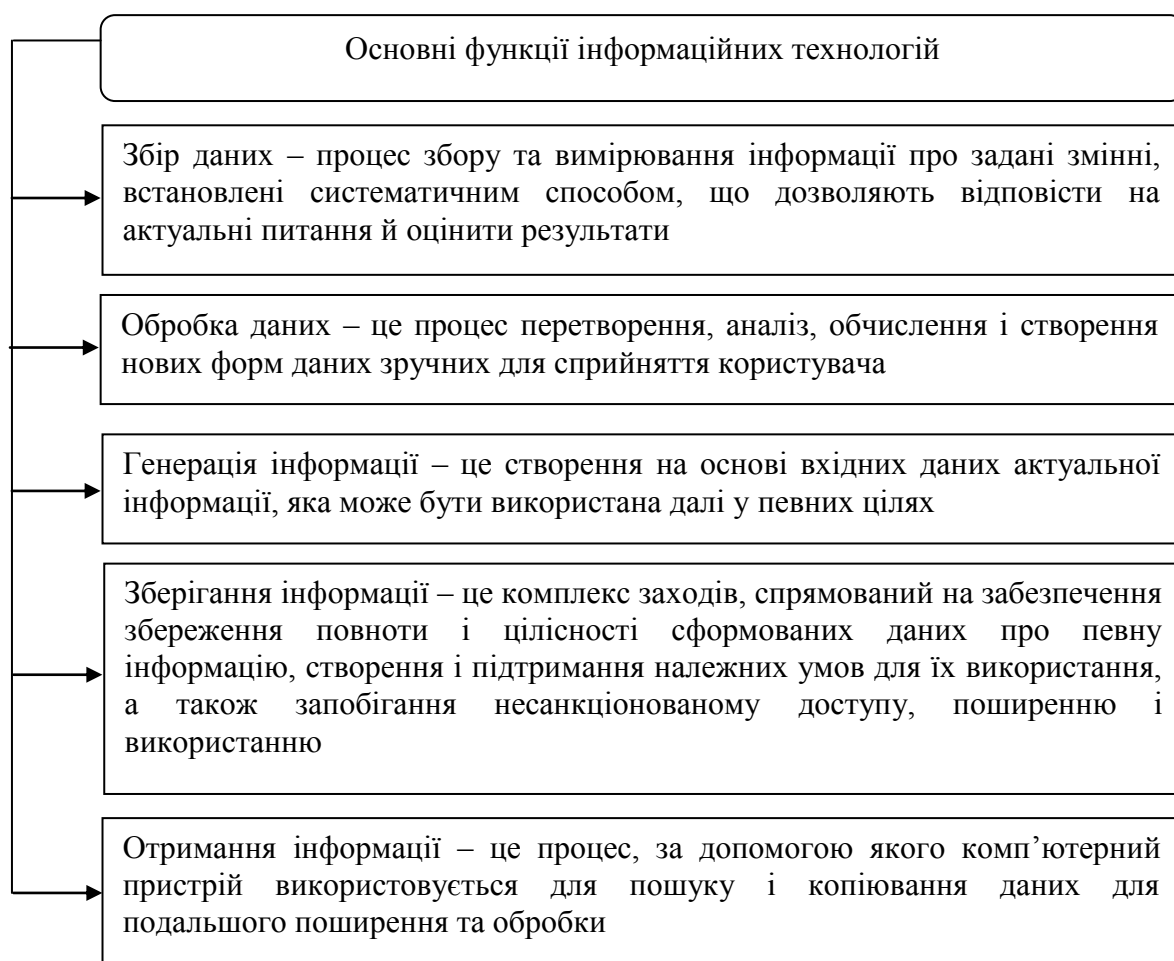 Основні функції інформаційних технологій
Збір даних – процес збору та вимірювання інформації про задані змінні,
встановлені систематичним способом, що дозволяють відповісти на
актуальні питання й оцінити результати
Обробка даних – це процес перетворення, аналіз, обчислення і створення
нових форм даних зручних для сприйняття користувача
Генерація інформації – це створення на основі вхідних даних актуальної
інформації, яка може бути використана далі у певних цілях
Зберігання інформації – це комплекс заходів, спрямований на забезпечення
збереження повноти і цілісності сформованих даних про певну
інформацію, створення і підтримання належних умов для їх використання,
а також запобігання несанкціонованому доступу, поширенню і
використанню
Отримання інформації – це процес, за допомогою якого комп’ютерний
пристрій використовується для пошуку і копіювання даних для
подальшого поширення та обробки